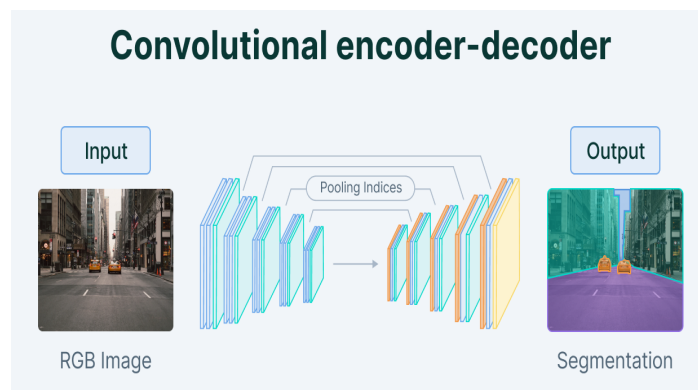 Convolutional encoder-decoder
Input
Output
Pooling Indices
RGB Image
Segmentation